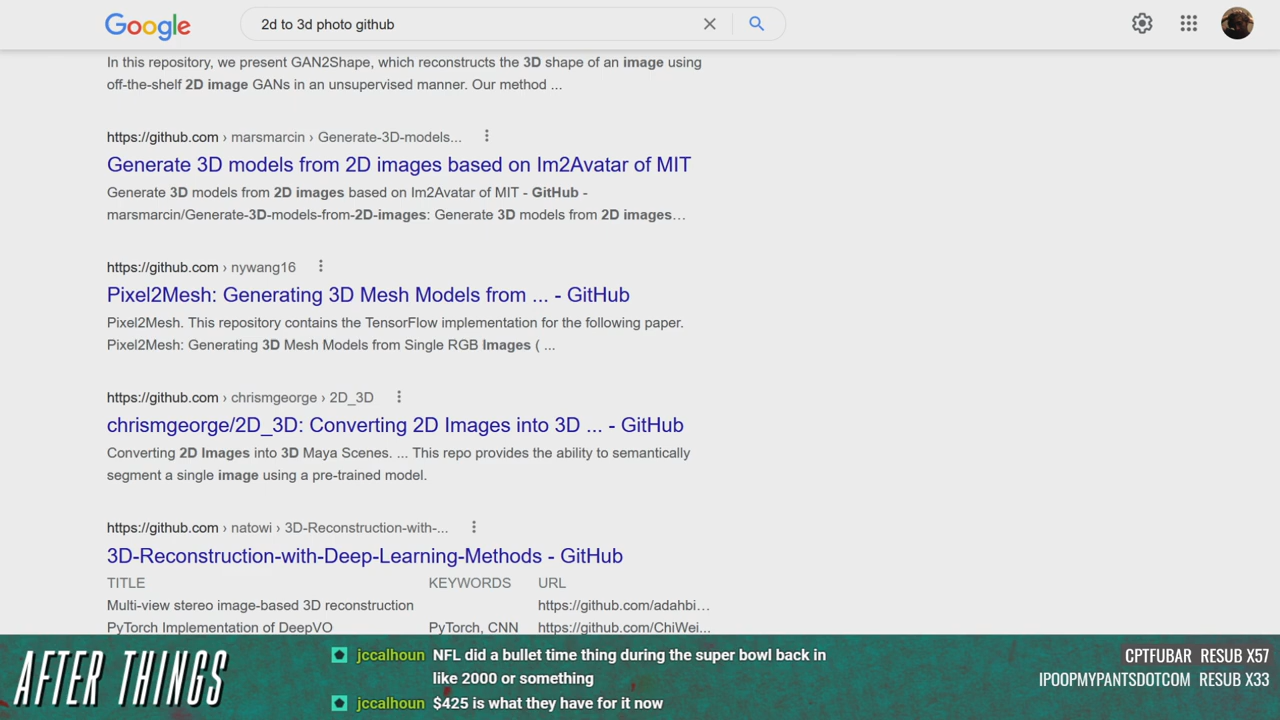 Google
2d to 3d photo github
In this repository, we present GAN2Shape, which reconstructs the 3D shape of an image using
off-the-shelf 2D image GANs in an unsupervised manner. Our method ...
https://github.com › marsmarcin › Generate-3D-models...
Generate 3D models from 2D images based on Im2Avatar of MIT
Generate 3D models from 2D images based on Im2Avatar of MIT - GitHub -
marsmarcin/Generate-3D-models-from-2D-images: Generate 3D models from 2D images...
https://github.com › nywang16
Pixel2Mesh: Generating 3D Mesh Models from ... - GitHub
Pixel2Mesh. This repository contains the TensorFlow implementation for the following paper.
Pixel2Mesh: Generating 3D Mesh Models from Single RGB Images ( ...
https://github.com › chrismgeorge › 2D_3D
chrismgeorge/2D_3D: Converting 2D Images into 3D ... - GitHub
Converting 2D Images into 3D Maya Scenes. ... This repo provides the ability to semantically
segment a single image using a pre-trained model.
https://github.com › natowi › 3D-Reconstruction-with-...
3D-Reconstruction-with-Deep-Learning-Methods - GitHub
TITLE KEYWORDS URL
Multi-view stereo image-based 3D reconstruction https://github.com/adahbi...
PyTorch Implementation of DeepVO PyTorch, CNN https://github.com/ChiWei...
AFTER THINGS
jccalhoun NFL did a bullet time thing during the super bowl back in
like 2000 or something
jccalhoun $425 is what they have for it now
CPTFUBAR RESUB X57
IPOOPMYPANTSDOTCOM RESUB X33